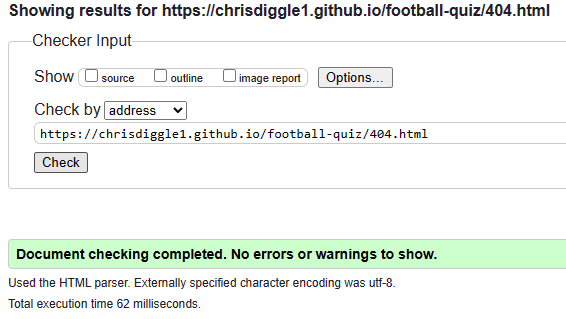 Showing results for https://chrisdiggle1.github.io/football-quiz/404.html
Checker Input
Show source outline image report Options...
Check by address
https://chrisdiggle1.github.io/football-quiz/404.html
Check
Document checking completed. No errors or warnings to show.
Used the HTML parser. Externally specified character encoding was utf-8.
Total execution time 62 milliseconds.